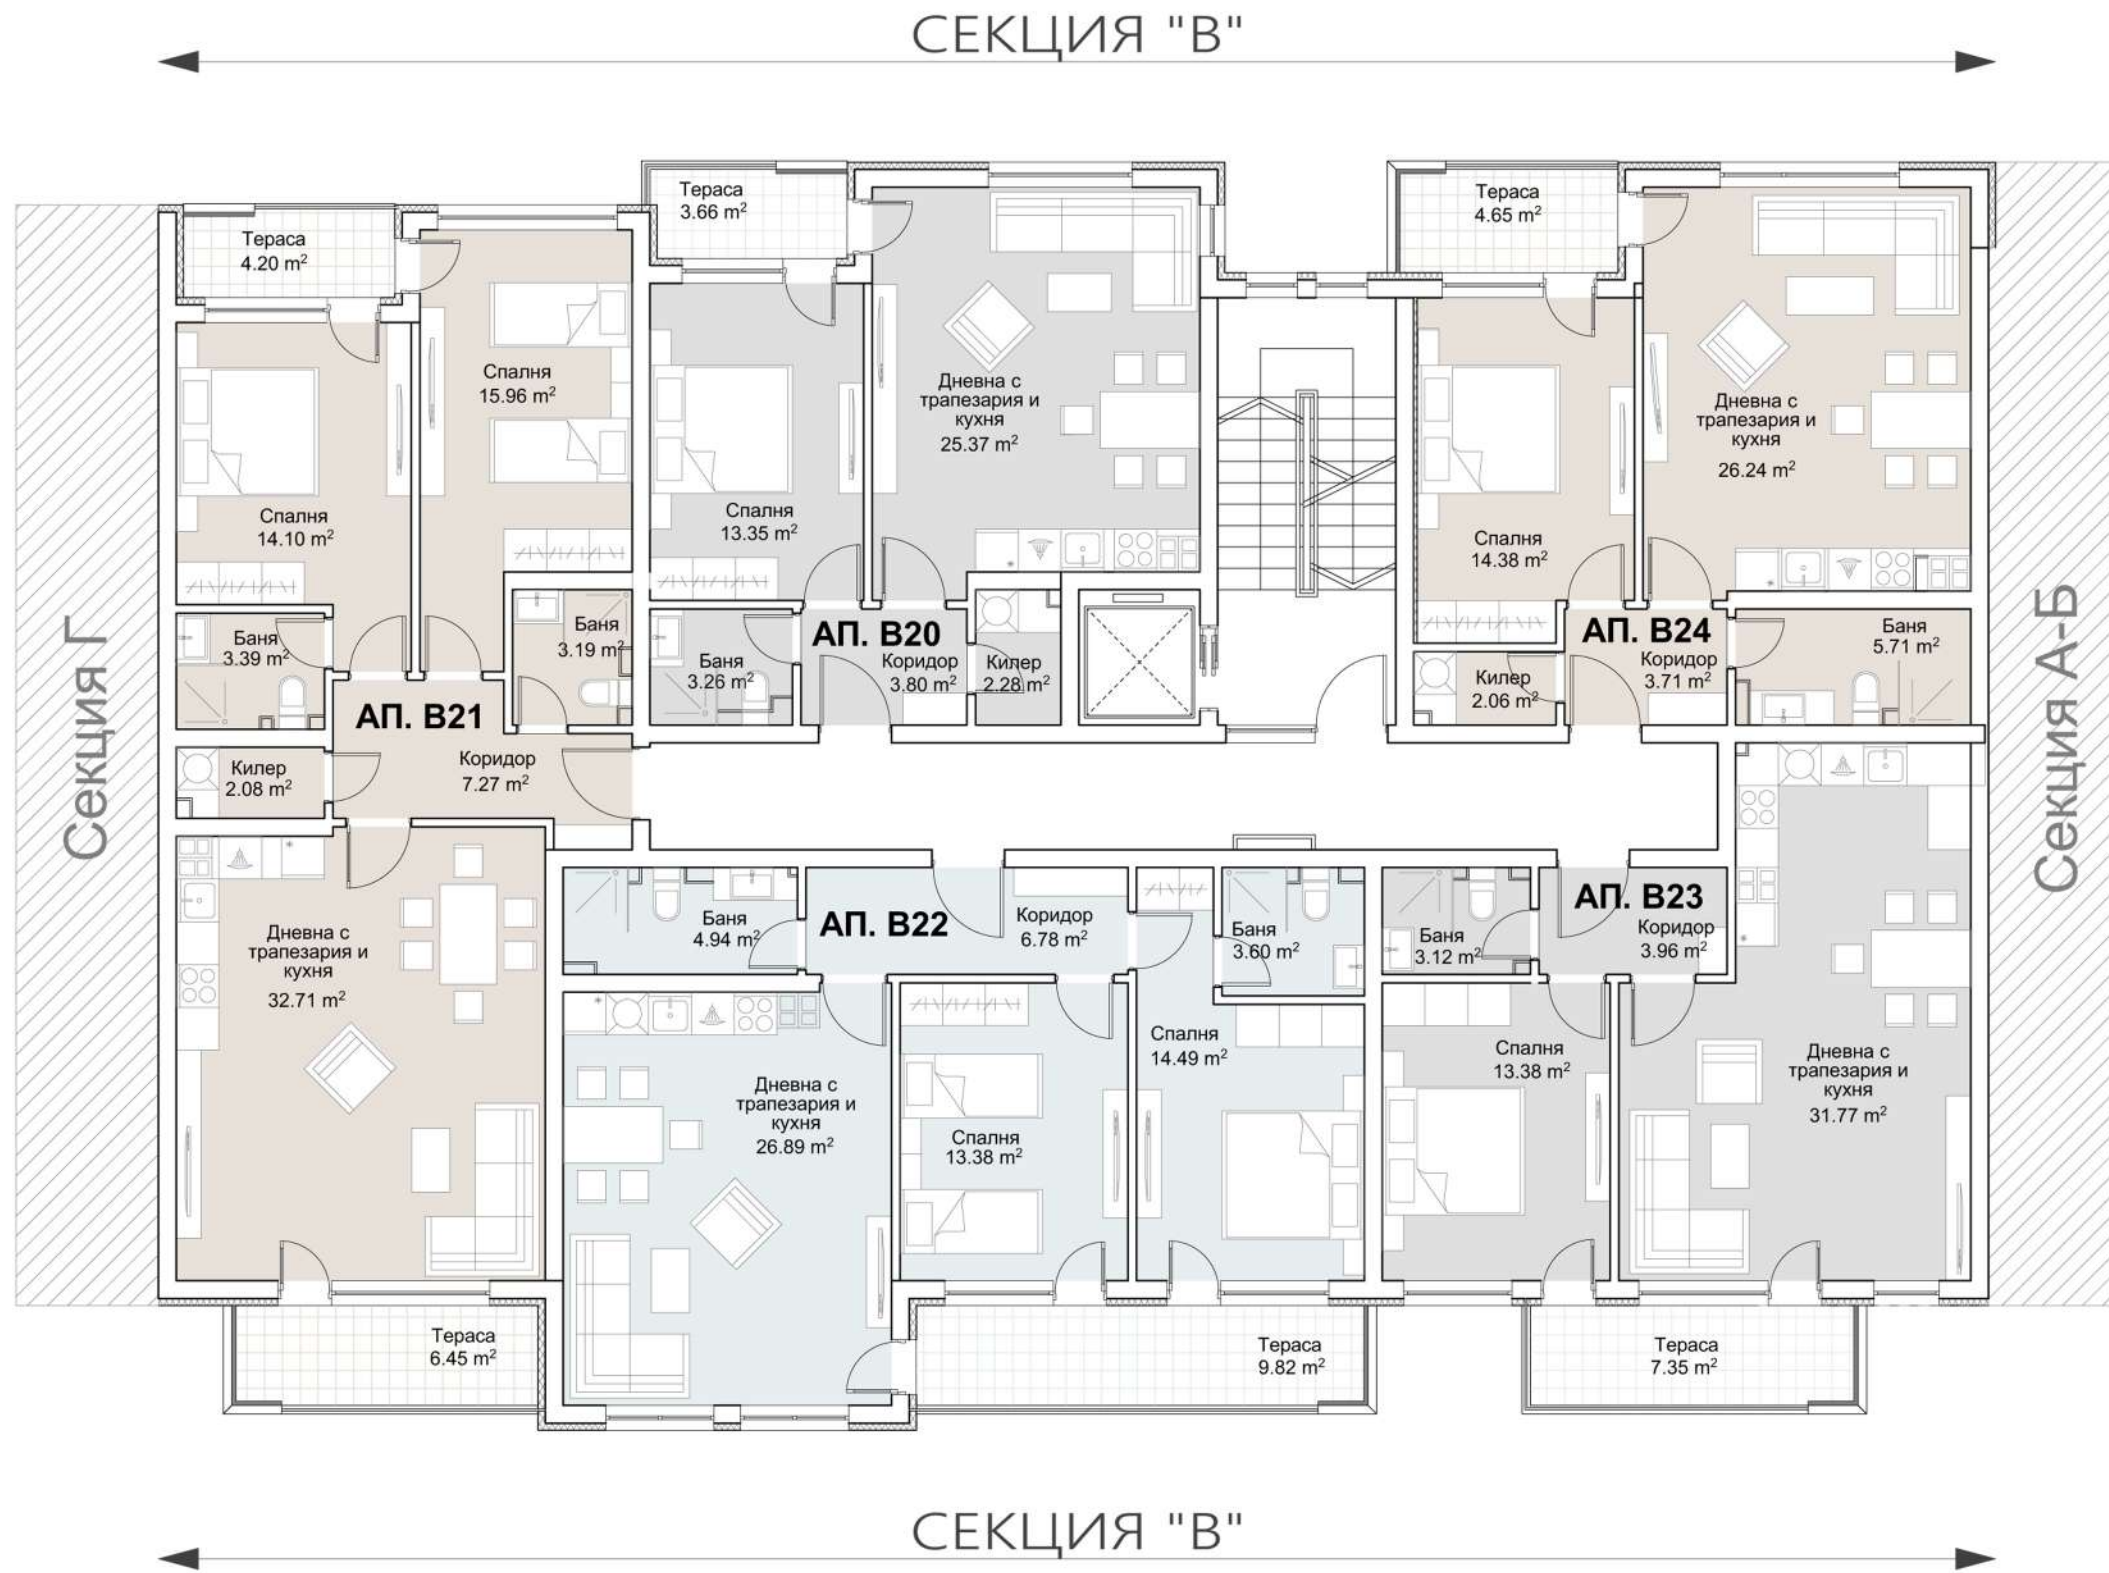 СЕКЦИЯ "В"
Тераса
4.20 m²
Спалня
15.96 m²
Спалня
14.10 m²
Баня
3.39 m²
Баня
3.19 m²
АП. В21
Коридор
7.27 m²
Килер
2.08 m²
Дневна с
трапезария и
кухня
32.71 m²
Тераса
6.45 m²
Тераса
3.66 m²
Дневна с
трапезария и
кухня
25.37 m²
Спалня
13.35 m²
АП. В20
Баня
3.26 m²
Коридор
3.80 m²
Килер
2.28 m²
Тераса
4.65 m²
Дневна с
трапезария и
кухня
26.24 m²
Спалня
14.38 m²
АП. В24
Коридор
3.71 m²
Баня
5.71 m²
Килер
2.06 m²
Баня
4.94 m²
АП. В22
Коридор
6.78 m²
Баня
3.60 m²
Дневна с
трапезария и
кухня
26.89 m²
Спалня
13.38 m²
Спалня
14.49 m²
Тераса
9.82 m²
Баня
3.12 m²
АП. В23
Коридор
3.96 m²
Спалня
13.38 m²
Дневна с
трапезария и
кухня
31.77 m²
Тераса
7.35 m²
Секция Г
Секция А-Б
СЕКЦИЯ "В"